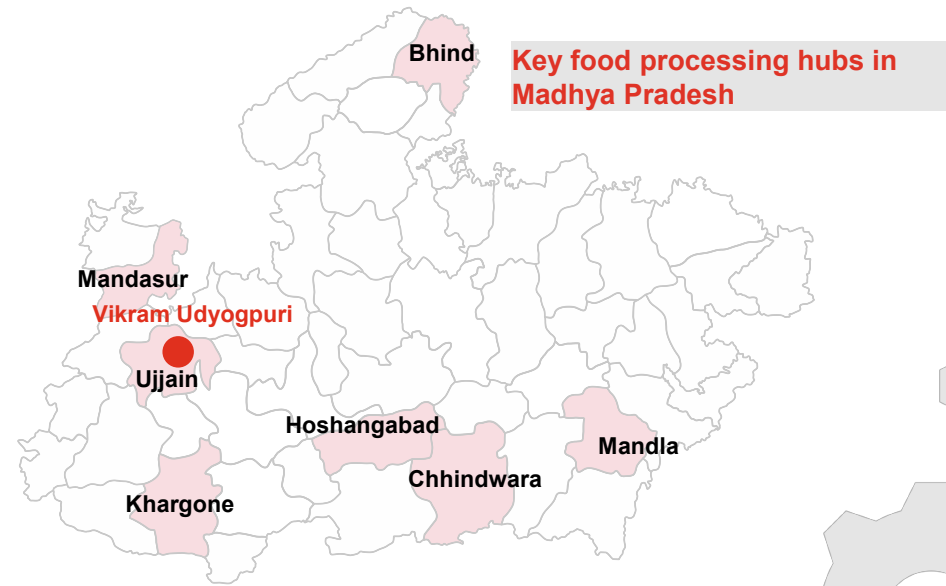 Bhind
Key food processing hubs in
Madhya Pradesh
Mandasur
Vikram Udyogpuri
Ujjain
Hoshangabad
Mandla
Chhindwara
Khargone